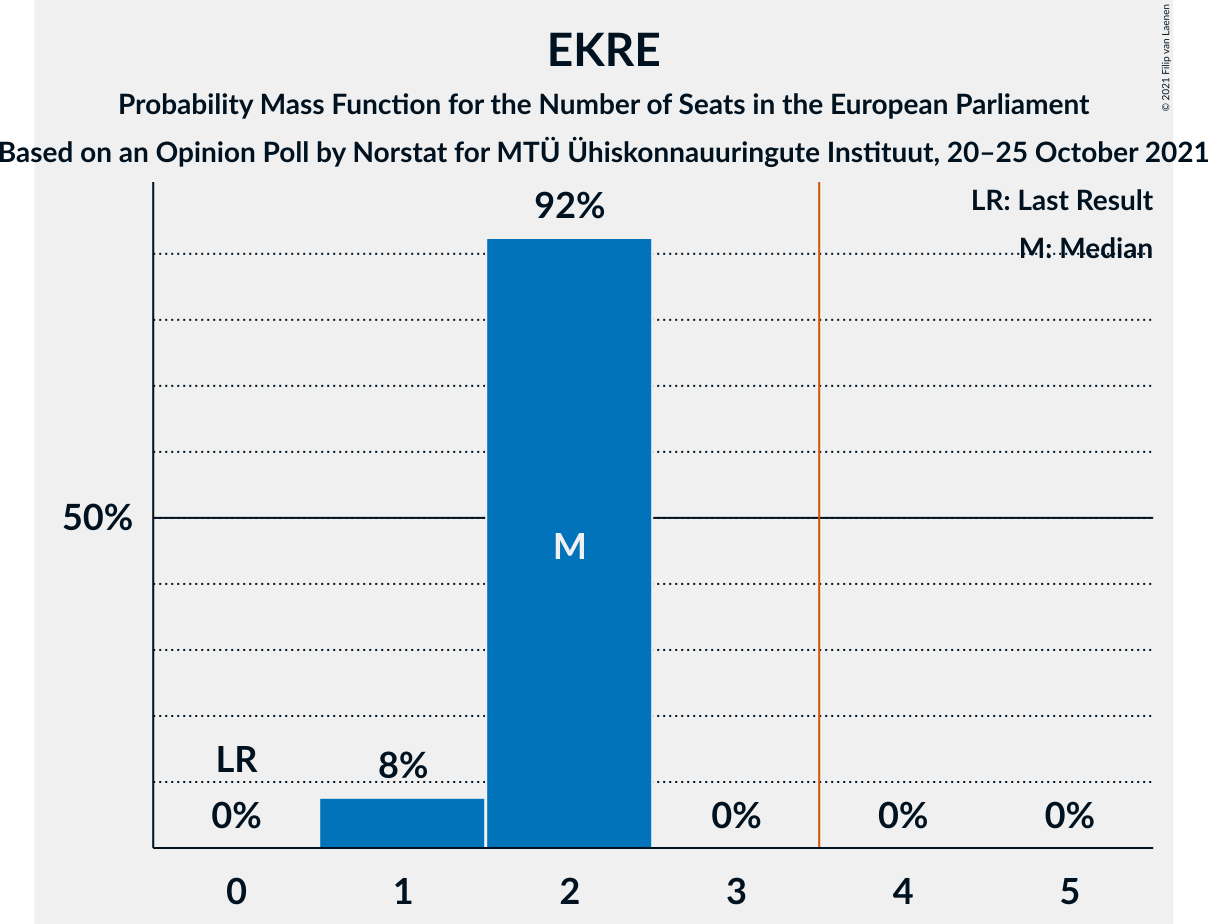 EKRE
Probability Mass Function for the Number of Seats in the European Parliament
Based on an Opinion Poll by Norstat for MTÜ Ühiskonnauuringute Instituut, 20–25 October 2021
© 2021 Filip van Laenen
LR: Last Result
M: Median
92%
50%
M
LR
8%
0%
0%
0%
0%
0 1 2 3 4 5